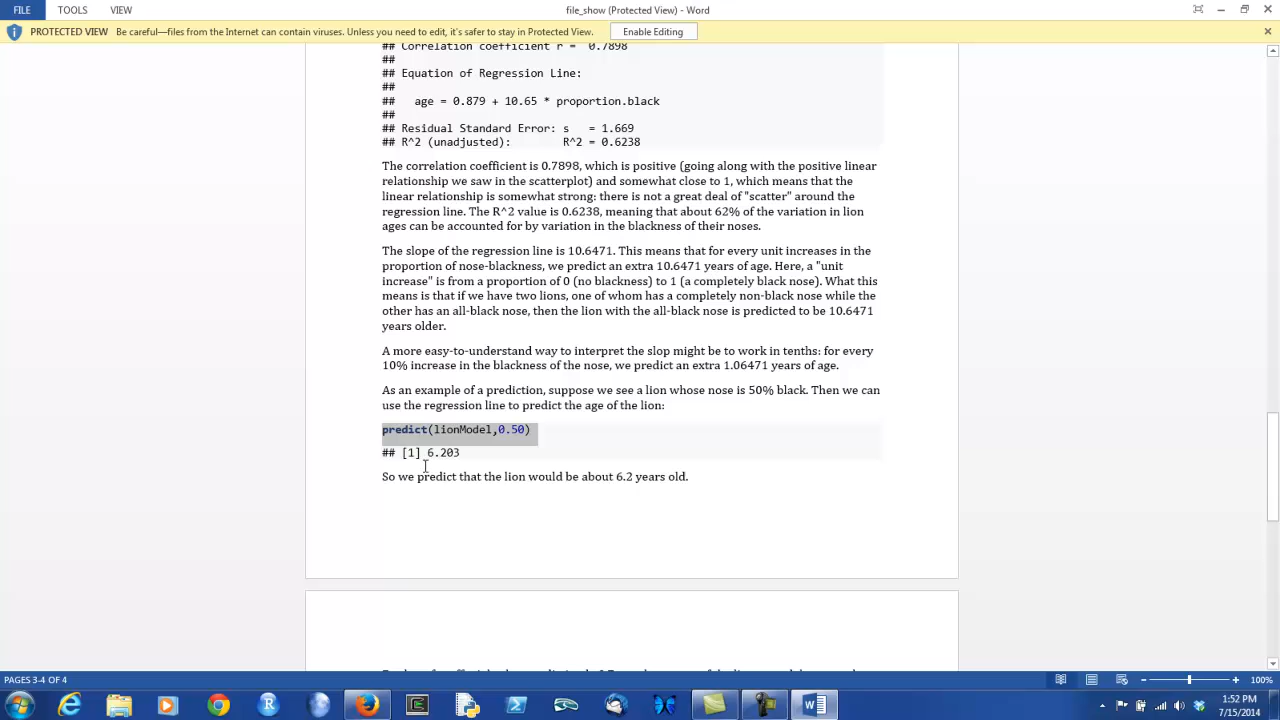 FILE TOOLS VIEW file_show (Protected View) - Word
PROTECTED VIEW Be careful—files from the Internet can contain viruses. Unless you need to edit, it's safer to stay in Protected View. Enable Editing
## Correlation coefficient r = 0.7898
##
## Equation of Regression Line:
##
## age = 0.879 + 10.65 * proportion.black
##
## Residual Standard Error: s = 1.669
## R^2 (unadjusted): R^2 = 0.6238
The correlation coefficient is 0.7898, which is positive (going along with the positive linear
relationship we saw in the scatterplot) and somewhat close to 1, which means that the
linear relationship is somewhat strong: there is not a great deal of "scatter" around the
regression line. The R^2 value is 0.6238, meaning that about 62% of the variation in lion
ages can be accounted for by variation in the blackness of their noses.
The slope of the regression line is 10.6471. This means that for every unit increases in the
proportion of nose-blackness, we predict an extra 10.6471 years of age. Here, a "unit
increase" is from a proportion of 0 (no blackness) to 1 (a completely black nose). What this
means is that if we have two lions, one of whom has a completely non-black nose while the
other has an all-black nose, then the lion with the all-black nose is predicted to be 10.6471
years older.
A more easy-to-understand way to interpret the slop might be to work in tenths: for every
10% increase in the blackness of the nose, we predict an extra 1.06471 years of age.
As an example of a prediction, suppose we see a lion whose nose is 50% black. Then we can
use the regression line to predict the age of the lion:
predict(lionModel,0.50)
## [1] 6.203
So we predict that the lion would be about 6.2 years old.
PAGES 3-4 OF 4 100%
1:52 PM
7/15/2014